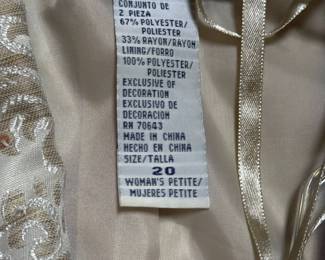 CONJUNTO DE
2 PIEZA
67% POLYESTER/
POLIESTER
33% RAYON/RAYON
LINING/FORRO
100% POLYESTER/
POLIESTER
EXCLUSIVE OF
DECORATION
EXCLUSIVO DE
DECORACION
RN 70643
MADE IN CHINA
HECHO EN CHINA
SIZE/TALLA
20
WOMAN'S PETITE/
MUJERES PETITE